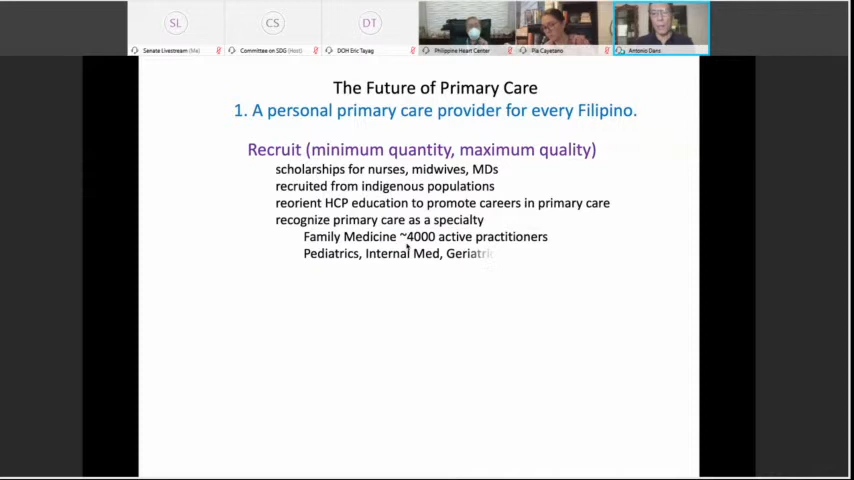 SL
CS
DT
Senate Livestream (Me)
Committee on SDG (Host)
DOH Eric Tayag
Philippine Heart Center
Pia Cayetano
Antonio Dans
The Future of Primary Care
1. A personal primary care provider for every Filipino.
Recruit (minimum quantity, maximum quality)
scholarships for nurses, midwives, MDs
recruited from indigenous populations
reorient HCP education to promote careers in primary care
recognize primary care as a specialty
Family Medicine ~4000 active practitioners
Pediatrics, Internal Med, Geriatric